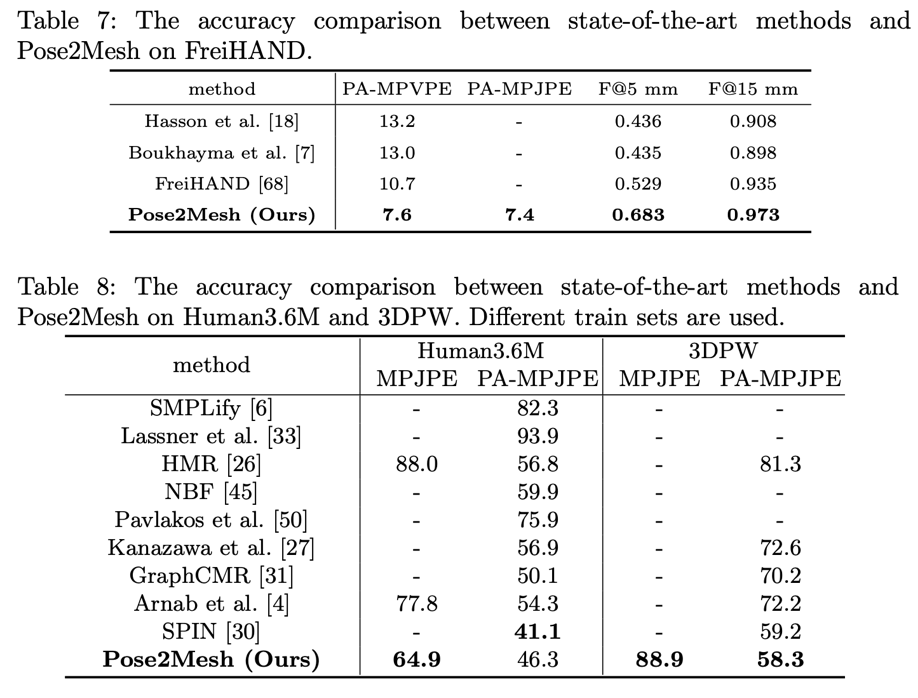 Table 7: The accuracy comparison between state-of-the-art methods and
Pose2Mesh on FreiHAND.
method PA-MPVPE PA-MPJPE F@5 mm F@15 mm
Hasson et al. [18] 13.2 - 0.436 0.908
Boukhayma et al. [7] 13.0 - 0.435 0.898
FreiHAND [68] 10.7 - 0.529 0.935
Pose2Mesh (Ours) 7.6 7.4 0.683 0.973
Table 8: The accuracy comparison between state-of-the-art methods and
Pose2Mesh on Human3.6M and 3DPW. Different train sets are used.
method Human3.6M 3DPW
MPJPE PA-MPJPE MPJPE PA-MPJPE
SMPLify [6] - 82.3 - -
Lassner et al. [33] - 93.9 - -
HMR [26] 88.0 56.8 - 81.3
NBF [45] - 59.9 - -
Pavlakos et al. [50] - 75.9 - -
Kanazawa et al. [27] - 56.9 - 72.6
GraphCMR [31] - 50.1 - 70.2
Arnab et al. [4] 77.8 54.3 - 72.2
SPIN [30] - 41.1 - 59.2
Pose2Mesh (Ours) 64.9 46.3 88.9 58.3